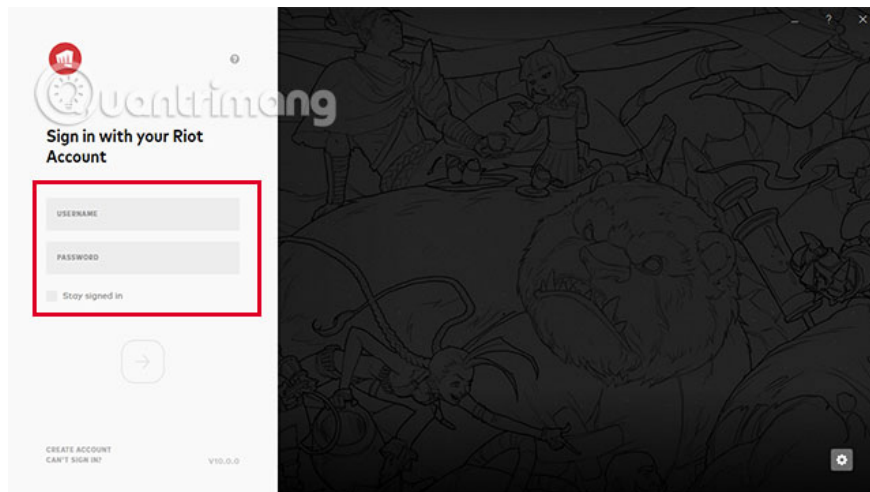 ?
Quantrimang
Sign in with your Riot
Account
USERNAME
PASSWORD
Stay signed in
CREATE ACCOUNT
CAN'T SIGN IN?
V10.0.0
?